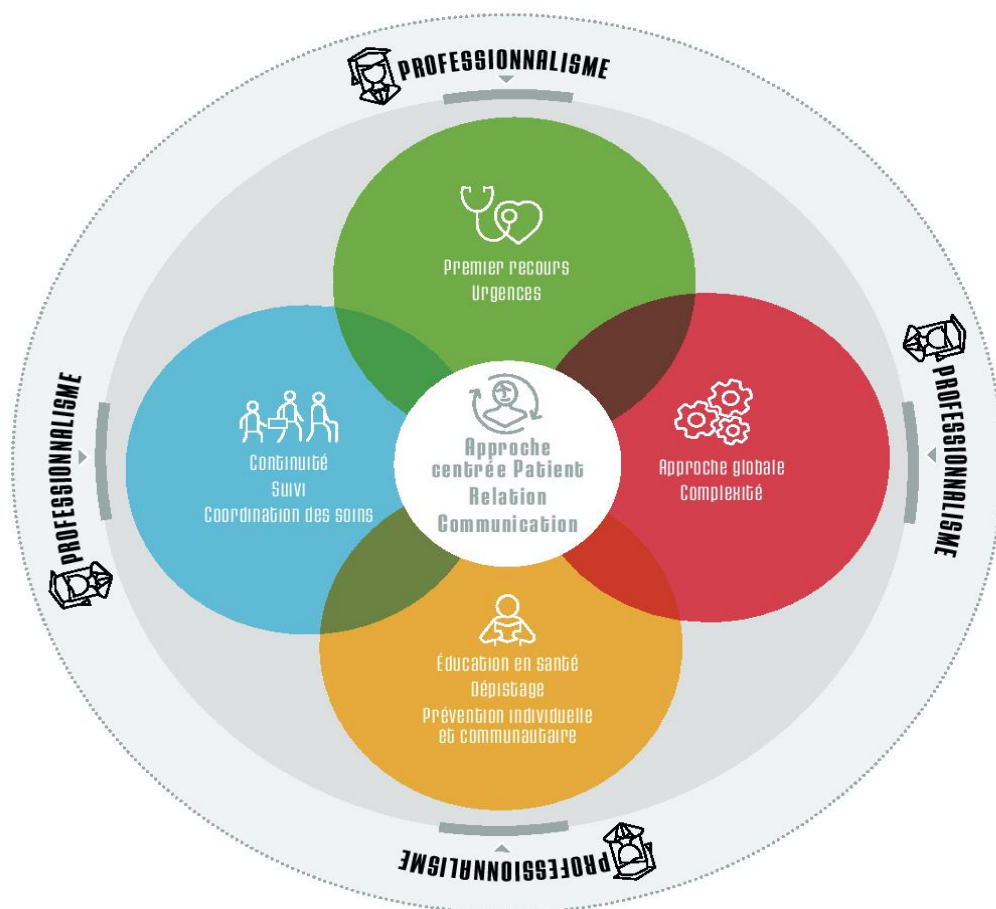 PROFESSIONNALISME
Premier recours
Urgences
PROFESSIONNALISME
Continuité
Suivi
Coordination des soins
Approche
centrée Patient
Relation
Communication
Approche globale
Complexité
PROFESSIONNALISME
Éducation en santé
Dépistage
Prévention individuelle
et communautaire
PROFESSIONNALISME